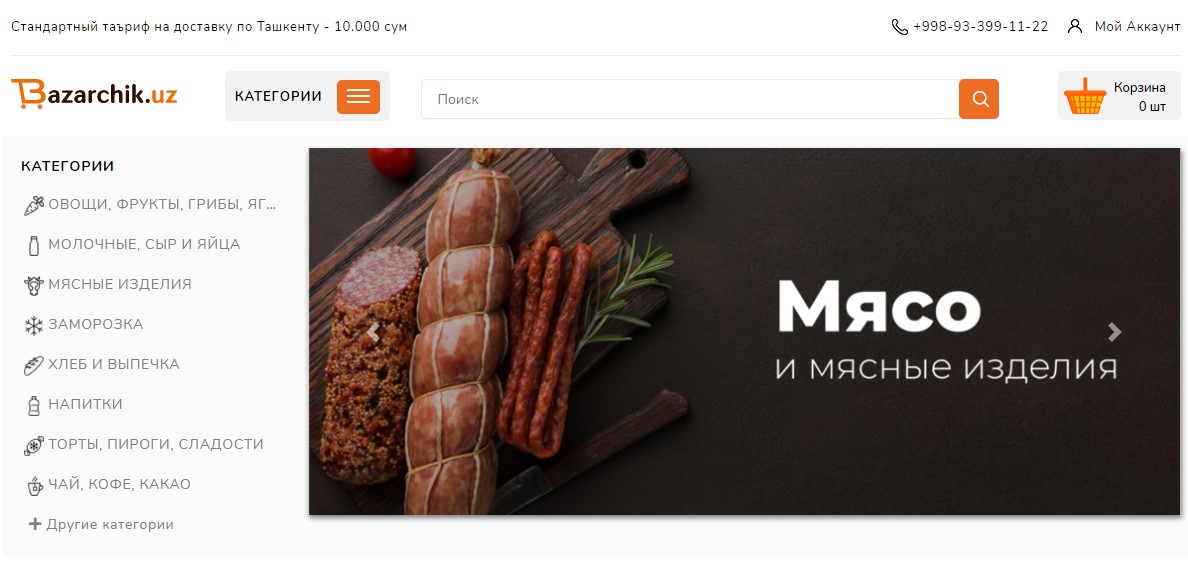 Стандартный таъриф на доставку по Ташкенту - 10.000 сум
+998-93-399-11-22
Мой Аккаунт
Bazarchik.uz
КАТЕГОРИИ
Поиск
Корзина
0 шт
КАТЕГОРИИ
ОВОЩИ, ФРУКТЫ, ГРИБЫ, ЯГ...
МОЛОЧНЫЕ, СЫР И ЯЙЦА
МЯСНЫЕ ИЗДЕЛИЯ
ЗАМОРОЗКА
ХЛЕБ И ВЫПЕЧКА
НАПИТКИ
ТОРТЫ, ПИРОГИ, СЛАДОСТИ
ЧАЙ, КОФЕ, КАКАО
Другие категории
Мясо
и мясные изделия